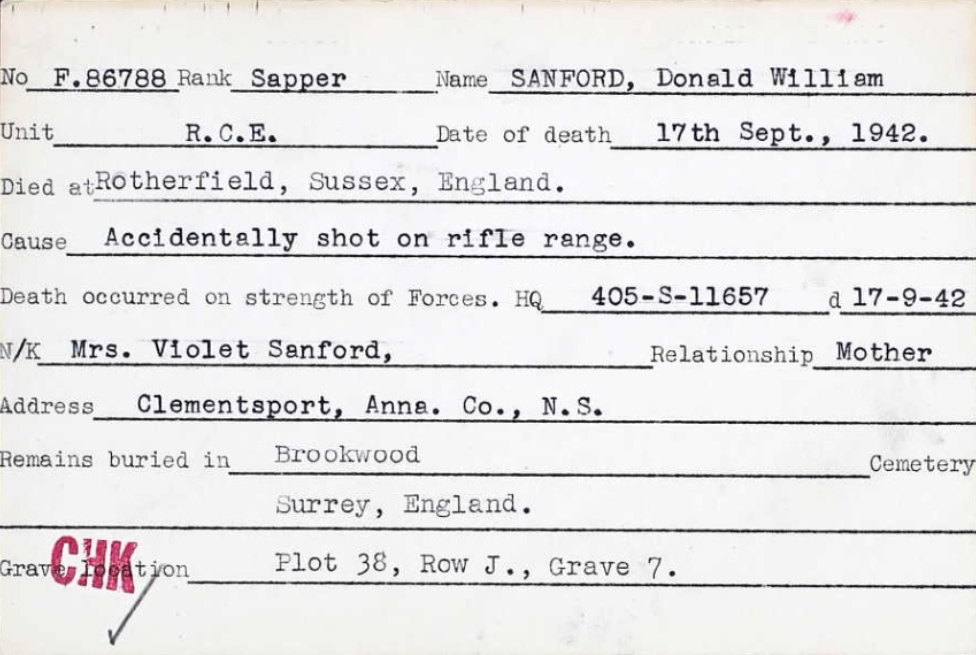 No F.86788 Rank Sapper Name SANFORD, Donald William
Unit R.C.E. Date of death 17th Sept., 1942.
Died at Rotherfield, Sussex, England.
Cause Accidentally shot on rifle range.
Death occurred on strength of Forces. HQ 405-S-11657 d 17-9-42
N/K Mrs. Violet Sanford, Relationship Mother
Address Clementsport, Anna. Co., N.S.
Remains buried in Brookwood Cemetery
Surrey, England.
Grave location Plot 38, Row J., Grave 7.
CHK